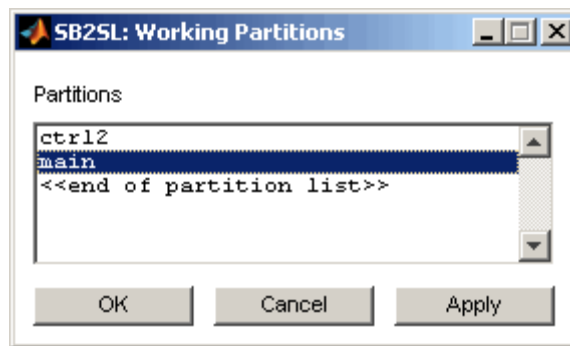 SB2SL: Working Partitions
Partitions
ctrl2
main
<<end of partition list>>
OK Cancel Apply